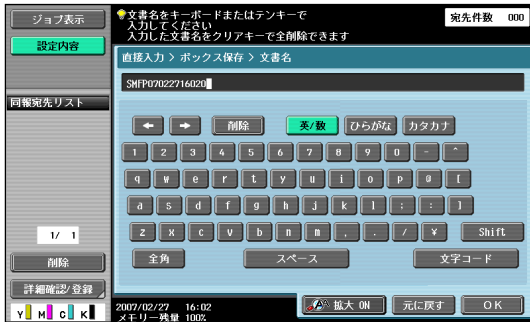 ジョブ表示
設定内容
文書名をキーボードまたはテンキーで
入力してください
入力した文書名をクリアキーで全削除できます
宛先件数 000
直接入力 > ボックス保存 > 文書名
SMFP07022716020
同報宛先リスト
← → 削除 英/数 ひらがな カタカナ
1 2 3 4 5 6 7 8 9 0 - ^
q w e r t y u i o p @ [
a s d f g h j k l ; : ]
z x c v b n m , . / ¥ Shift
全角 スペース 文字コード
1/ 1
削除
詳細確認/登録
Y M C K
2007/02/27 16:02
メモリー残量 100%
拡大 ON 元に戻す OK